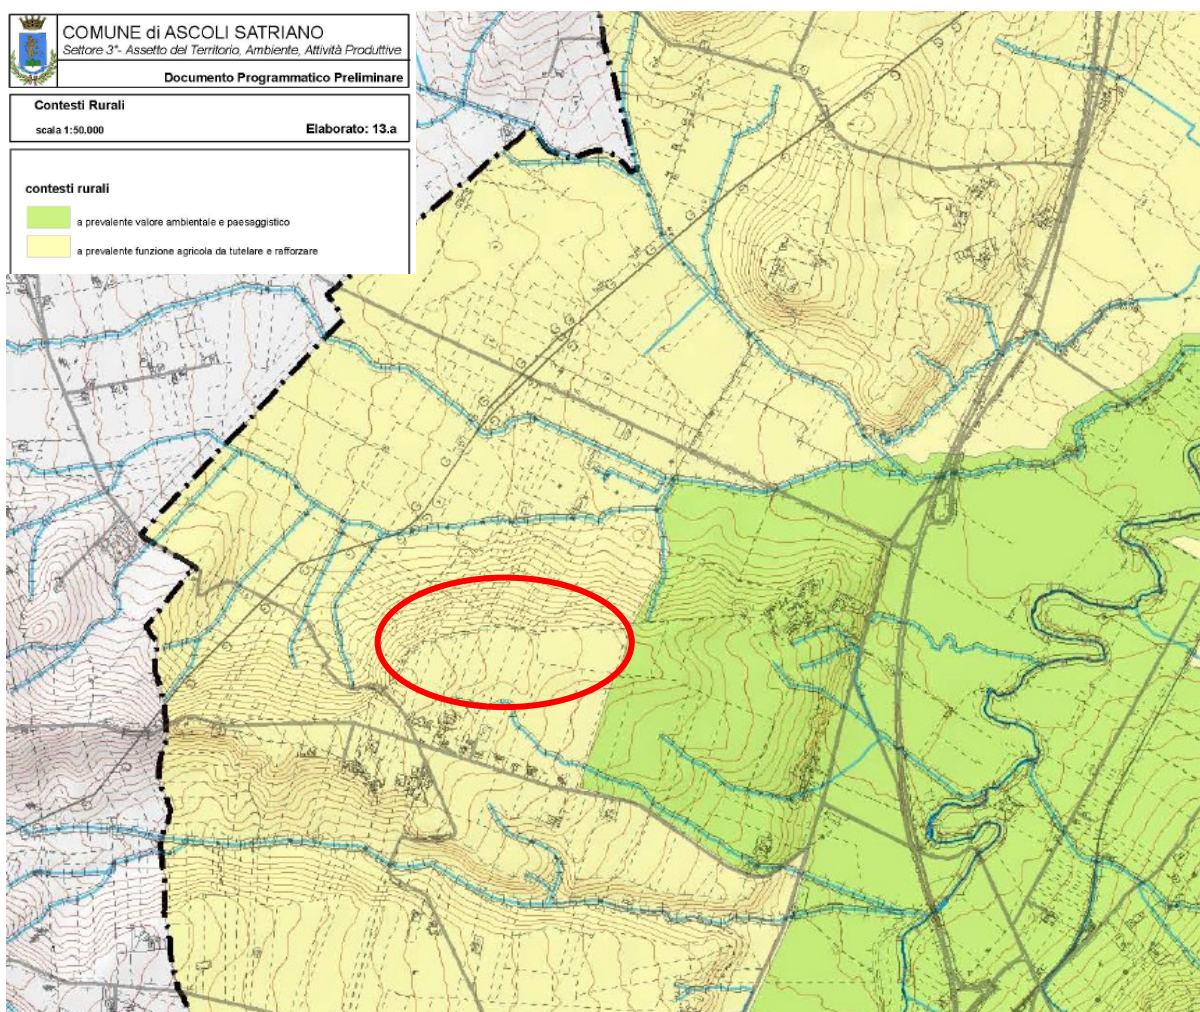 COMUNE di ASCOLI SATRIANO
Settore 3°- Assetto del Territorio, Ambiente, Attività Produttive
Documento Programmatico Preliminare
Contesti Rurali
scala 1:50.000
Elaborato: 13.a
contesti rurali
a prevalente valore ambientale e paesaggistico
a prevalente funzione agricola da tutelare e rafforzare